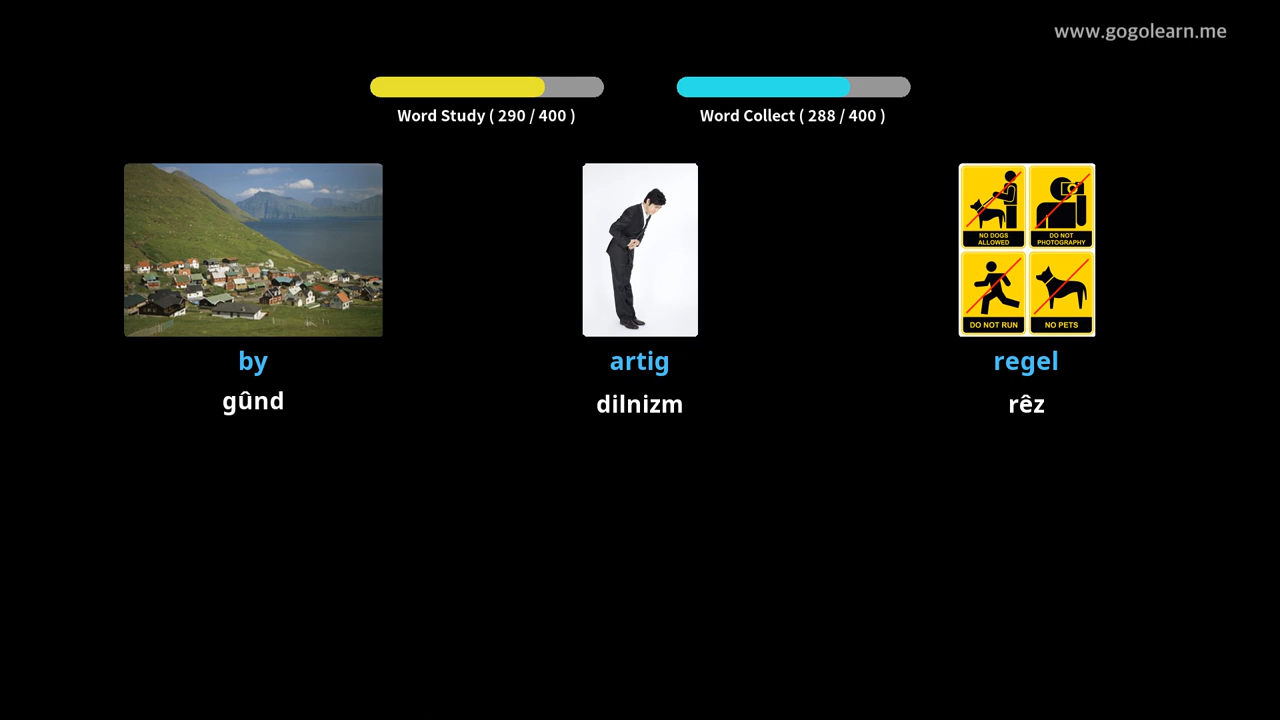 www.gogolearn.me
Word Study ( 290 / 400 )
Word Collect ( 288 / 400 )
NO DOGS
ALLOWED
DO NOT
PHOTOGRAPHY
DO NOT RUN
NO PETS
by
artig
regel
gûnd
dilnizm
rêz